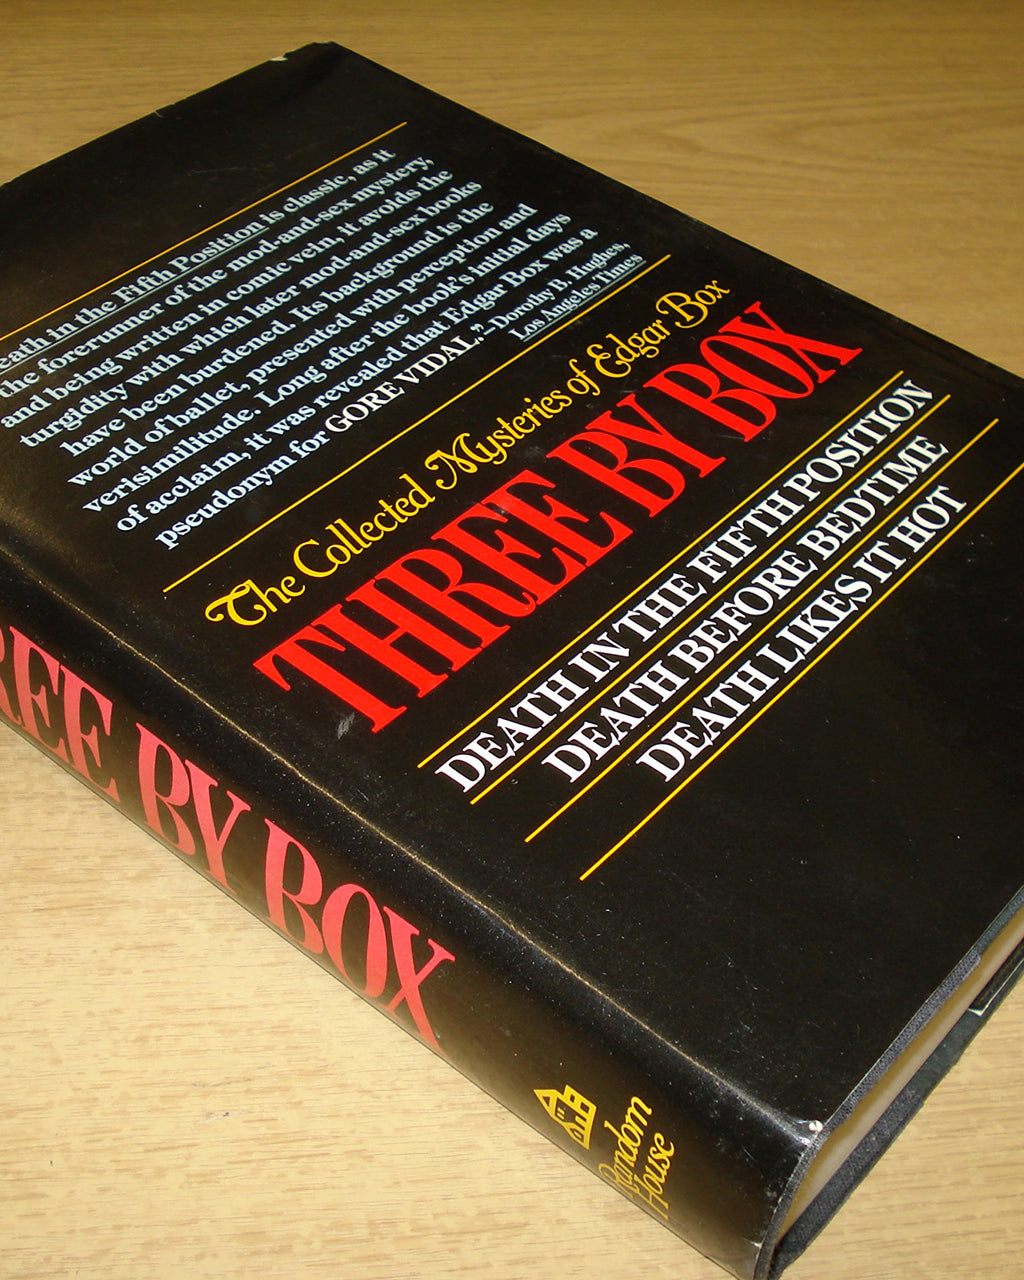 eath in the Fifth Position is classic, as it
the forerunner of the mod-and-sex mystery,
and being written in comic vein, it avoids the
turgidity with which later mod-and-sex books
have been burdened. Its background is the
world of ballet, presented with perception and
verisimilitude. Long after the book's initial days
of acclaim, it was revealed that Edgar Box was a
pseudonym for GORE VIDAL." –Dorothy B. Hughes,
Los Angeles Times
The Collected Mysteries of Edgar Box
THREE BY BOX
DEATH IN THE FIFTH POSITION
DEATH BEFORE BEDTIME
DEATH LIKES IT HOT
REE BY BOX
Random
House